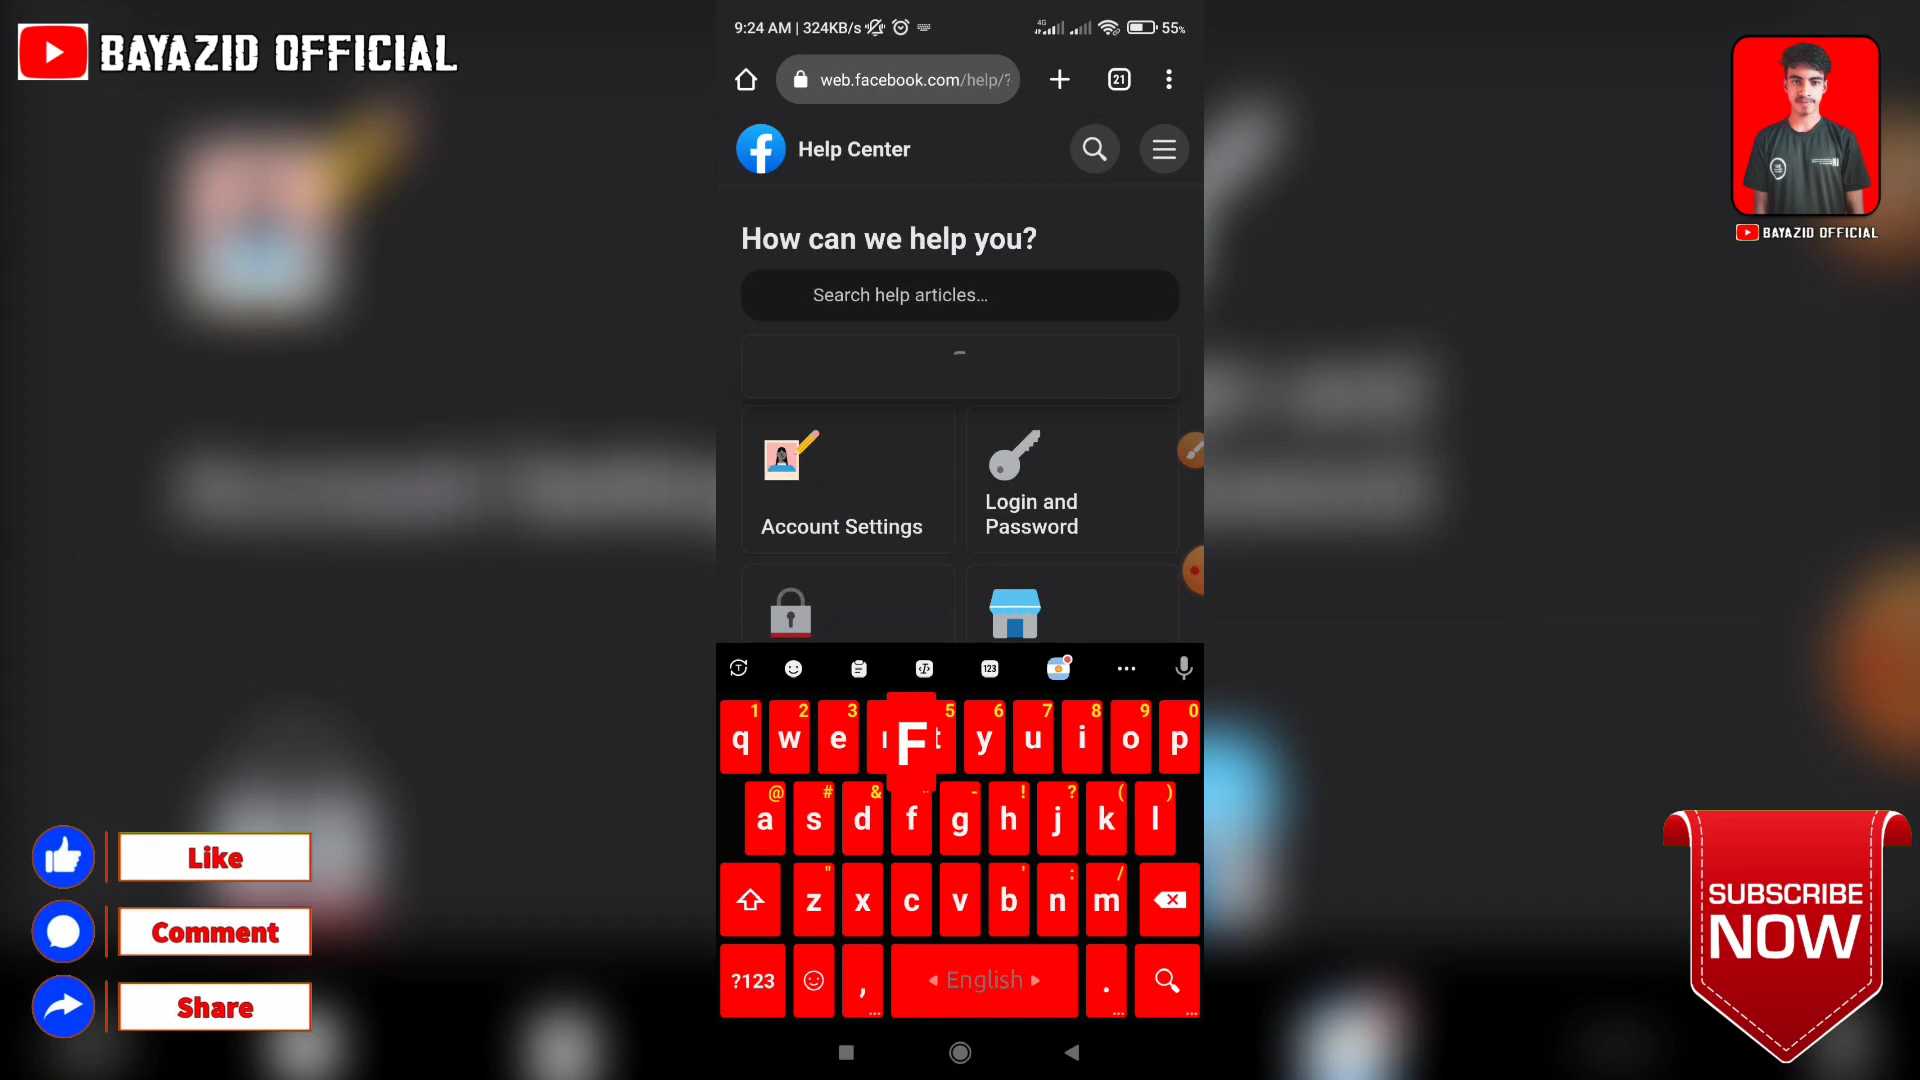 BAYAZID OFFICIAL
9:24 AM | 324KB/s
4G
55%
web.facebook.com/help/?
21
Help Center
BAYAZID OFFICIAL
How can we help you?
Search help articles...
Account Settings
Login and
Password
123
1 2 3 5 6 7 8 9 0
q w e F t y u i o p
@ # & - ! ? ( )
a s d f g h j k l
" ' : /
z x c v b n m
?123 , English .
Like
Comment
Share
SUBSCRIBE
NOW